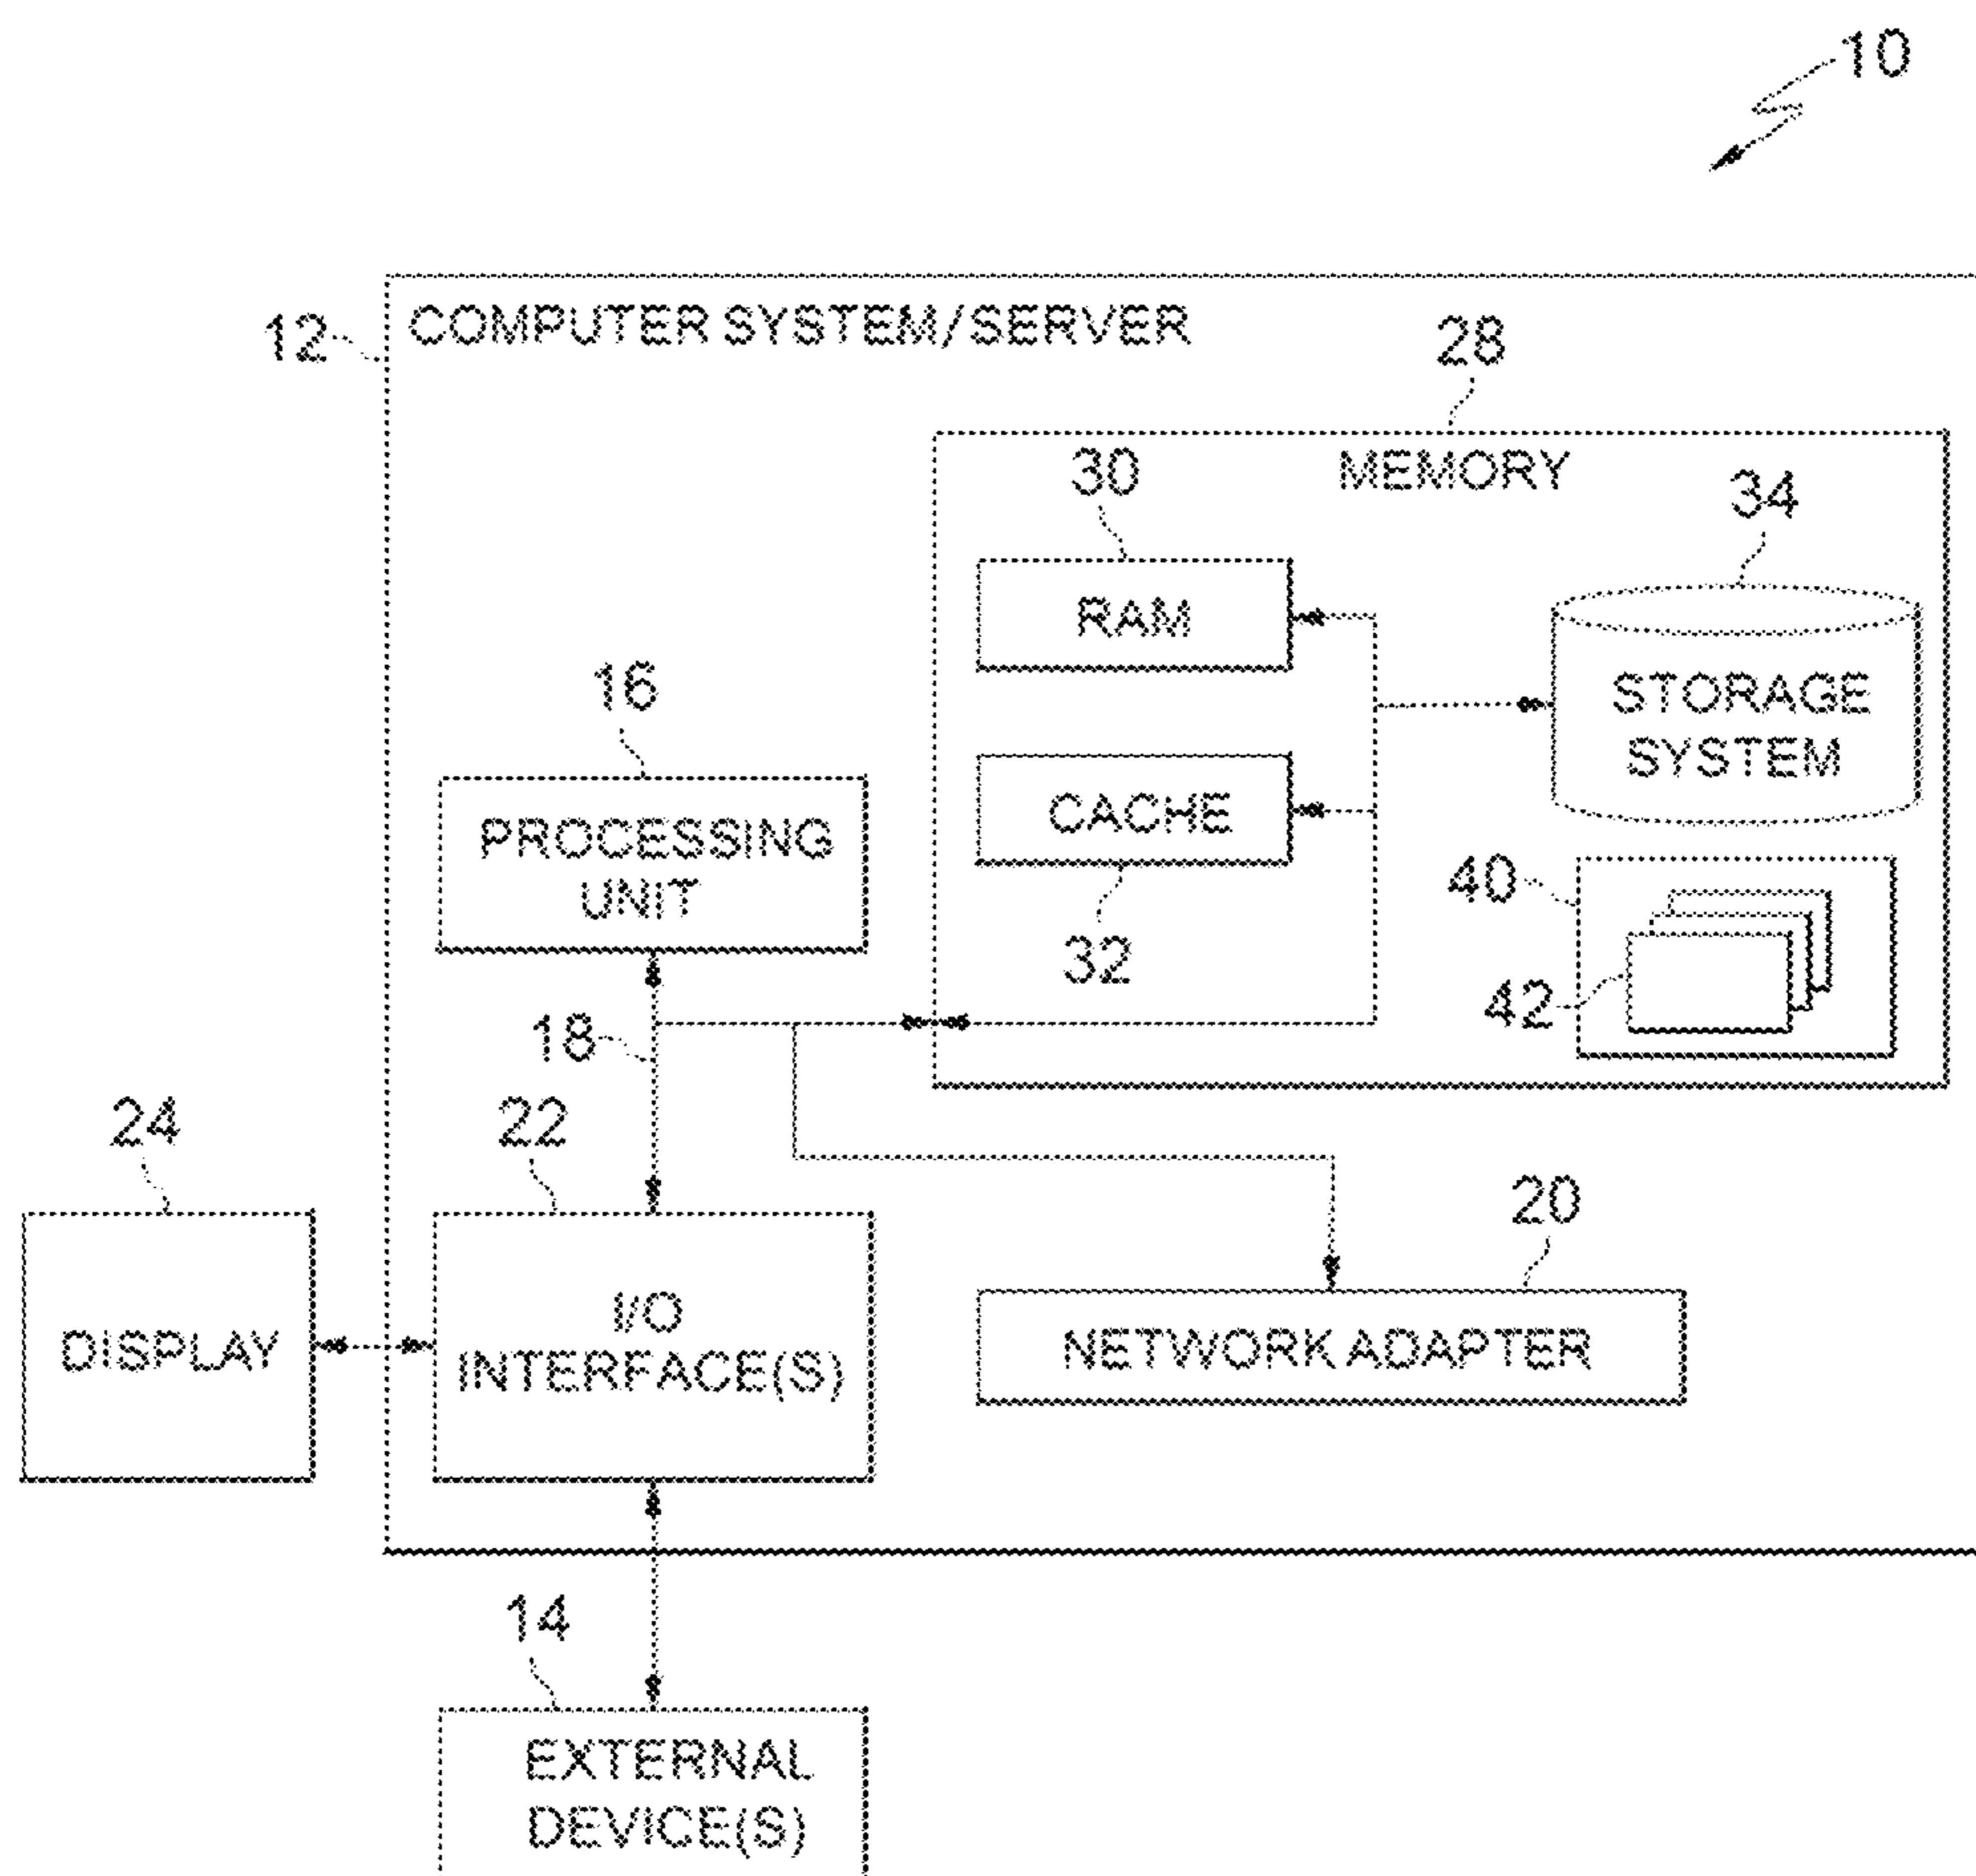 10
12
COMPUTER SYSTEM/SERVER
28
MEMORY
30
34
RAM
STORAGE
SYSTEM
16
PROCESSING
UNIT
CACHE
32
40
42
18
24
22
20
DISPLAY
I/O
INTERFACE(S)
NETWORK ADAPTER
14
EXTERNAL
DEVICE(S)